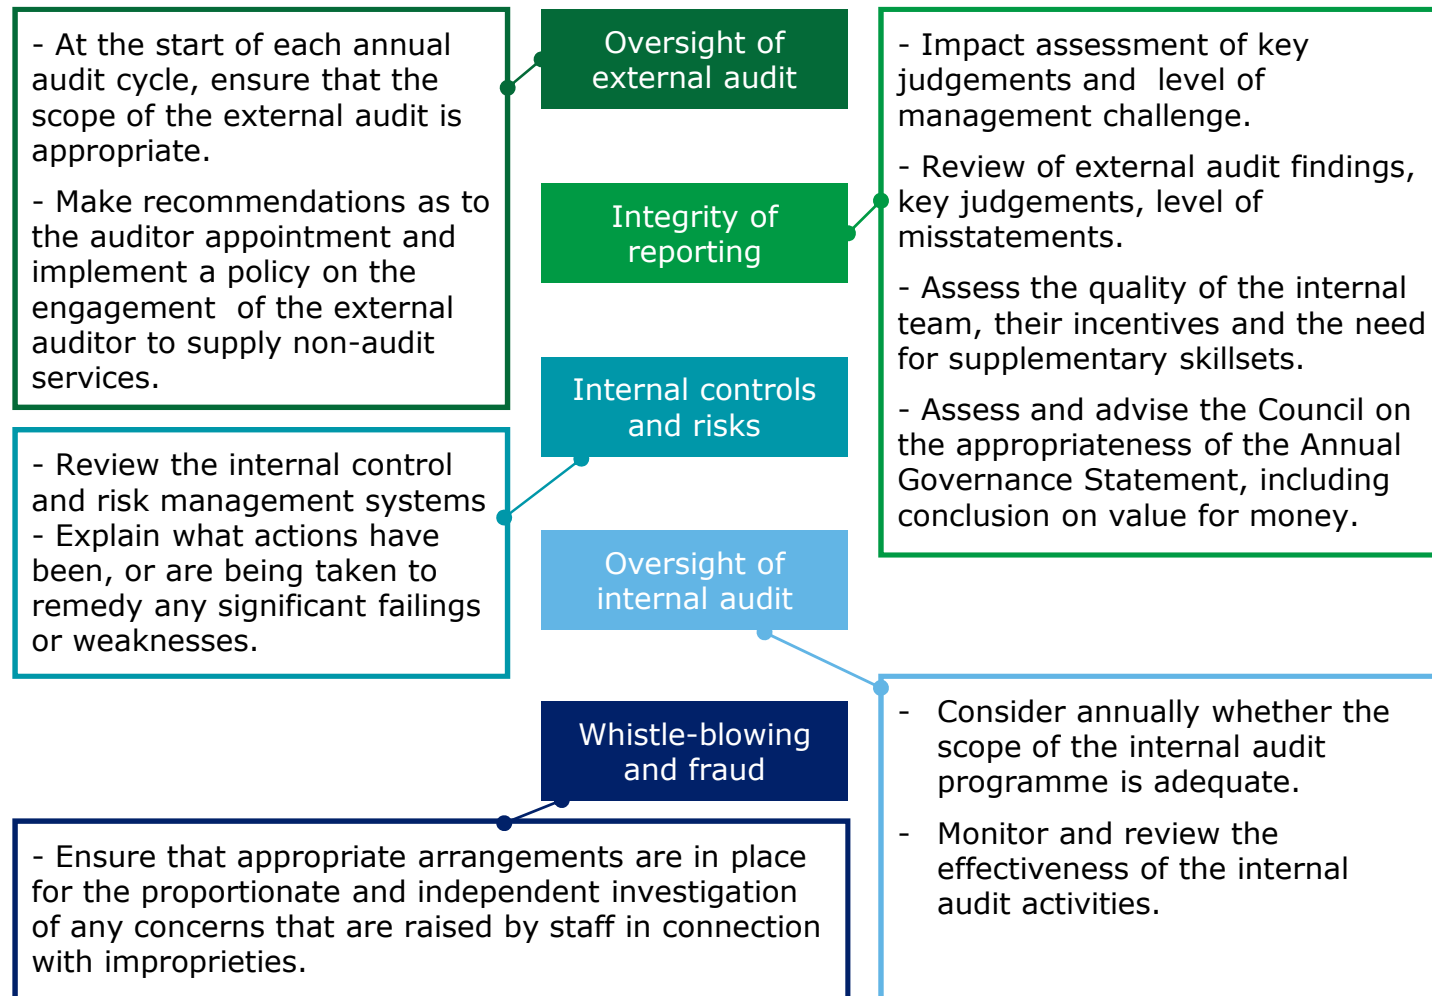 - At the start of each annual
audit cycle, ensure that the
scope of the external audit is
appropriate.
- Make recommendations as to
the auditor appointment and
implement a policy on the
engagement  of the external
auditor to supply non-audit
services.
Oversight of
external audit
- Impact assessment of key
judgements and  level of
management challenge.
- Review of external audit findings,
key judgements, level of
misstatements.
- Assess the quality of the internal
team, their incentives and the need
for supplementary skillsets.
- Assess and advise the Council on
the appropriateness of the Annual
Governance Statement, including
conclusion on value for money.
Integrity of
reporting
Internal controls
and risks
- Review the internal control
and risk management systems
- Explain what actions have
been, or are being taken to
remedy any significant failings
or weaknesses.
Oversight of
internal audit
- Consider annually whether the
scope of the internal audit
programme is adequate.
- Monitor and review the
effectiveness of the internal
audit activities.
Whistle-blowing
and fraud
- Ensure that appropriate arrangements are in place
for the proportionate and independent investigation
of any concerns that are raised by staff in connection
with improprieties.